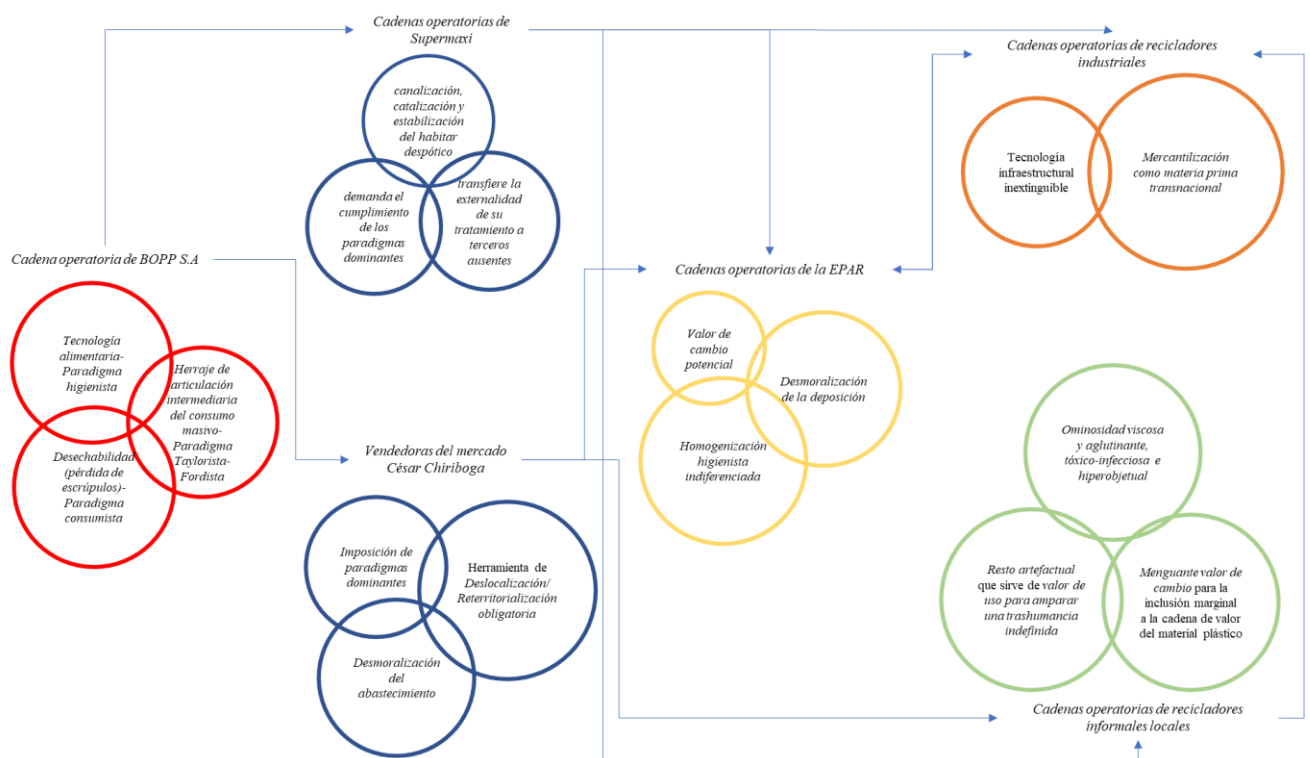 Cadenas operatorias de
Supermaxi
canalización,
catalización y
estabilización
del habitar
despótico
demanda el
cumplimiento
de los
paradigmas
dominantes
transfiere la
externalidad
de su
tratamiento a
terceros
ausentes
Cadenas operatorias de recicladores
industriales
Tecnología
infraestructural
inextinguible
Mercantilización
como materia prima
transnacional
Cadena operatoria de BOPP S.A
Tecnología
alimentaria-
Paradigma
higienista
Herraje de
articulación
intermediaria
del consumo
masivo-
Paradigma
Taylorista-
Fordista
Desechabilidad
(pérdida de
escrúpulos)-
Paradigma
consumista
Cadenas operatorias de la EPAR
Valor de
cambio
potencial
Desmoralización
de la deposición
Homogenización
higienista
indiferenciada
Vendedoras del mercado
César Chiriboga
Imposición de
paradigmas
dominantes
Herramienta de
Deslocalización/
Reterritorialización
obligatoria
Desmoralización
del
abastecimiento
Ominosidad viscosa
y aglutinante,
tóxico-infecciosa e
hiperobjetual
Resto artefactual
que sirve de valor de
uso para amparar
una trashumancia
indefinida
Menguante valor de
cambio para la
inclusión marginal
a la cadena de valor
del material plástico
Cadenas operatorias de recicladores
informales locales